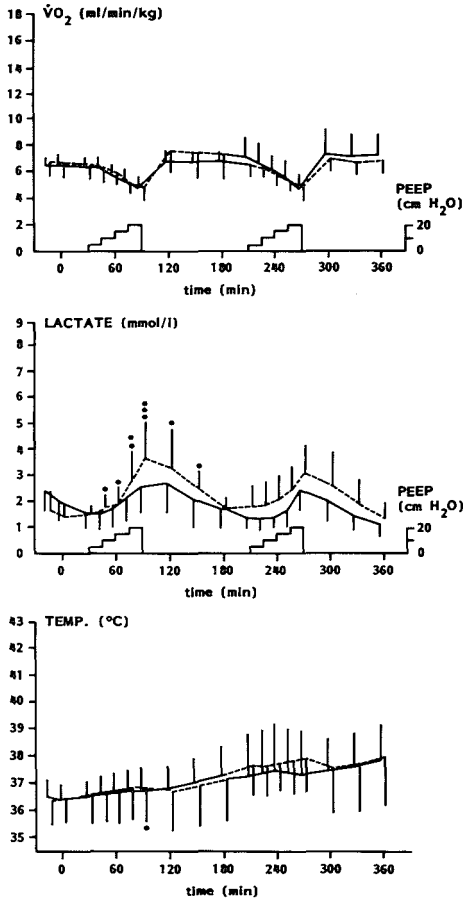 V̇O2 (ml/min/kg)
18
16
14
12
10
8
6
4
2
0
PEEP
(cm H2O)
20
0
0 60 120 180 240 300 360
time (min)
LACTATE (mmol/l)
9
8
7
6
5
4
3
2
1
0
PEEP
(cm H2O)
20
0
0 60 120 180 240 300 360
time (min)
TEMP. (°C)
43
42
41
40
39
38
37
36
35
0 60 120 180 240 300 360
time (min)